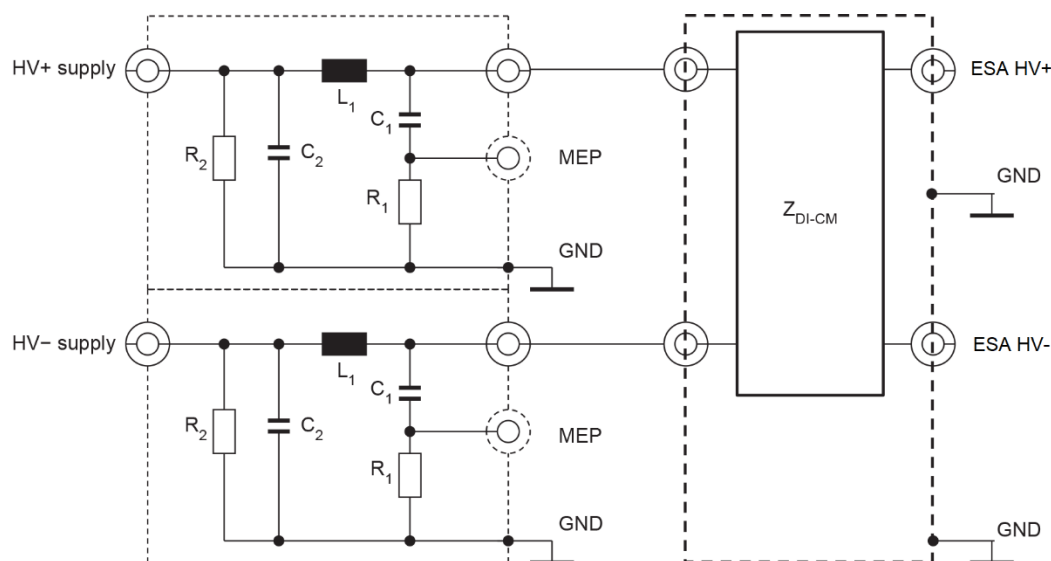 HV+ supply
L₁
C₁
R₂
C₂
R₁
MEP
GND
HV− supply
L₁
C₁
R₂
C₂
R₁
MEP
GND
Z_DI-CM
ESA HV+
GND
ESA HV-
GND